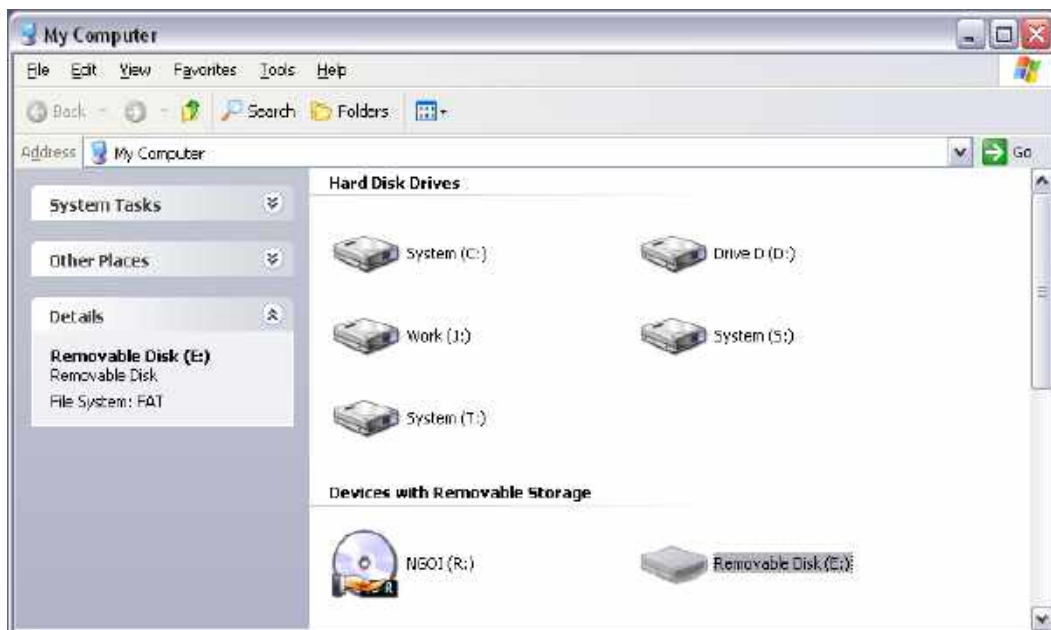 My Computer
File Edit View Favorites Tools Help
Back Search Folders
Address My Computer Go
System Tasks
Other Places
Details
Removable Disk (E:)
Removable Disk
File System: FAT
Hard Disk Drives
System (C:) Drive D (D:)
Work (J:) System (S:)
System (T:)
Devices with Removable Storage
NGOI (R:) Removable Disk (E:)